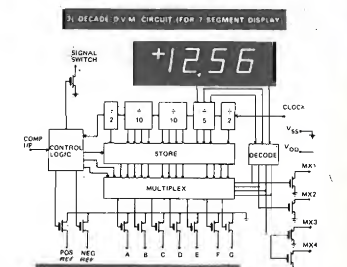 3½ DECADE D.V.M. CIRCUIT (FOR 7 SEGMENT DISPLAY
SIGNAL
SWITCH
+12.56
÷ 2
÷ 10
÷ 10
÷ 5
÷ 2
CLOCK
VSS
VDD
COMP
I/P
CONTROL
LOGIC
STORE
DECODE
MULTIPLEX
MX1
MX2
MX3
MX4
POS
REF
NEG
REF
A B C D E F G